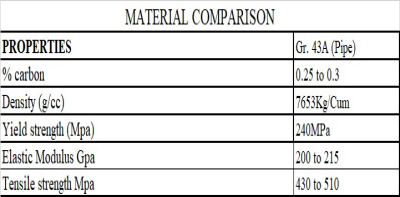 MATERIAL COMPARISON
PROPERTIES Gr. 43A (Pipe)
% carbon 0.25 to 0.3
Density (g/cc) 7653Kg/Cum
Yield strength (Mpa) 240MPa
Elastic Modulus Gpa 200 to 215
Tensile strength Mpa 430 to 510